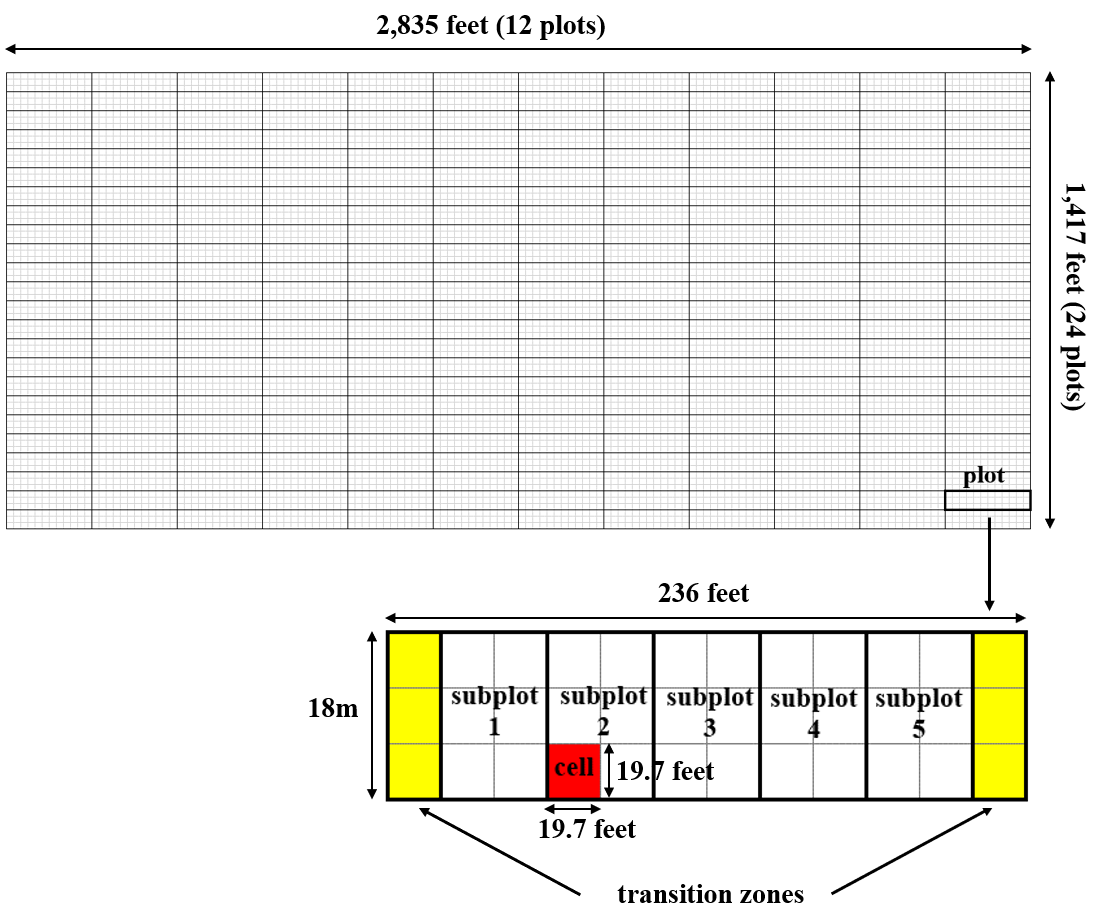 2,835 feet (12 plots)
1,417 feet (24 plots)
plot
236 feet
18m
subplot
1
subplot
2
subplot
3
subplot
4
subplot
5
cell
19.7 feet
19.7 feet
transition zones